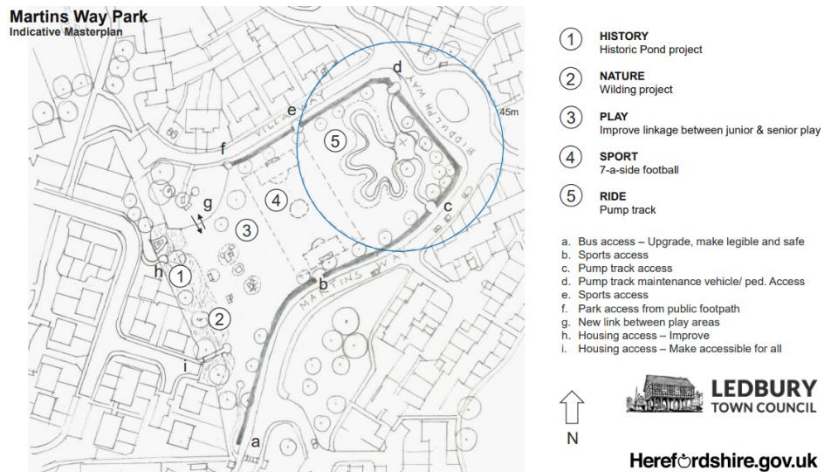 Martins Way Park
Indicative Masterplan
d
e
f
g
h
i
c
b
a
1
2
3
4
5
45m
BIDDULPH WAY
MARTINS WAY
1 HISTORY
Historic Pond project
2 NATURE
Wilding project
3 PLAY
Improve linkage between junior & senior play
4 SPORT
7-a-side football
5 RIDE
Pump track
a. Bus access – Upgrade, make legible and safe
b. Sports access
c. Pump track access
d. Pump track maintenance vehicle/ ped. Access
e. Sports access
f. Park access from public footpath
g. New link between play areas
h. Housing access – Improve
i. Housing access – Make accessible for all
N
LEDBURY
TOWN COUNCIL
Herefordshire.gov.uk